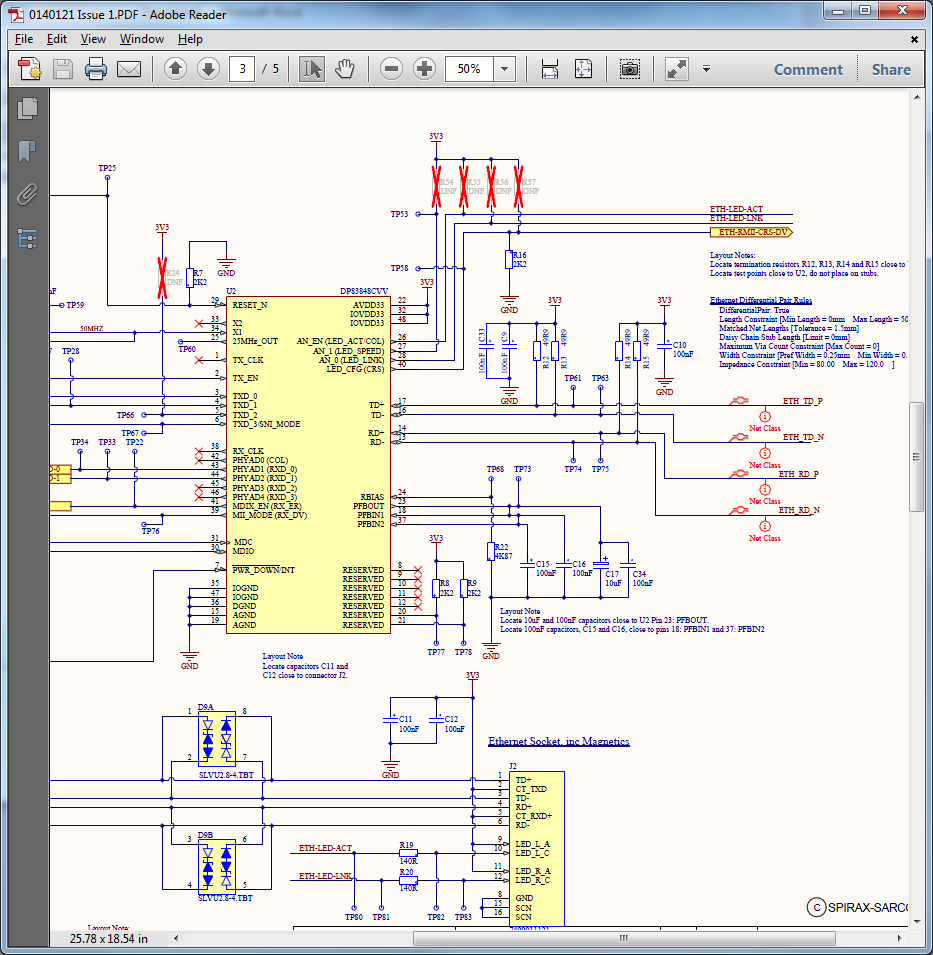 0140121 Issue 1.PDF - Adobe Reader
File Edit View Window Help
3 / 5 50% Comment Share
3V3
TP25
R54 R55 R56 R57
DNF DNF DNF DNF
TP53
ETH-LED-ACT
ETH-LED-LNK
ETH-RMII-CRS-DV
3V3
R16
2K2
GND
TP58
Layout Notes:
Locate termination resistors R12, R13, R14 and R15 close to
Locate test points close to U2, do not place on stubs.
R24
DNF
R7
2K2
GND
3V3
3V3
3V3
TP59
U2 DP83848CVV
Ethernet Differential Pair Rules
DifferentialPair: True
Length Constraint [Min Length = 0mm Max Length = 50
Matched Net Lengths [Tolerance = 1.5mm]
Daisy Chain Stub Length [Limit = 0mm]
Maximum Via Count Constraint [Max Count = 0]
Width Constraint [Pref Width = 0.25mm Min Width = 0.
Impedance Constraint [Min = 80.00 Max = 120.0 ]
29 RESET_N
33 X2
34 X1
25 25MHz_OUT
1 TX_CLK
2 TX_EN
3 TXD_0
4 TXD_1
5 TXD_2
6 TXD_3/SNI_MODE
38 RX_CLK
42 PHYAD0 (COL)
43 PHYAD1 (RXD_0)
44 PHYAD2 (RXD_1)
45 PHYAD3 (RXD_2)
46 PHYAD4 (RXD_3)
41 MDIX_EN (RX_ER)
39 MII_MODE (RX_DV)
31 MDC
30 MDIO
7 PWR_DOWN/INT
35 IOGND
47 IOGND
36 DGND
15 AGND
19 AGND
AVDD33 22
IOVDD33 32
IOVDD33 48
AN_EN (LED_ACT/COL) 26
AN_1 (LED_SPEED) 27
AN_0 (LED_LINK) 28
LED_CFG (CRS) 40
TD+ 17
TD- 16
RD+ 14
RD- 13
RBIAS 24
PFBOUT 23
PFBIN1 18
PFBIN2 37
RESERVED 8
RESERVED 9
RESERVED 10
RESERVED 11
RESERVED 12
RESERVED 20
RESERVED 21
50MHZ
TP28
TP60
TP66
TP67
TP34 TP33 TP22
TP76
C33
100nF
C9
100nF
R12 49R9
R13 49R9
R14 49R9
R15 49R9
C10
100nF
GND
GND
TP61 TP63
ETH_TD_P
Net Class
ETH_TD_N
Net Class
ETH_RD_P
Net Class
ETH_RD_N
Net Class
TP74 TP75
TP68 TP73
R22
4K87
C15
100nF
C16
100nF
C17
10uF
C34
100nF
3V3
R8
2K2
R9
2K2
TP77 TP78
GND
GND
Layout Note
Locate 10uF and 100nF capacitors close to U2 Pin 23: PFBOUT.
Locate 100nF capacitors, C15 and C16, close to pins 18: PFBIN1 and 37: PFBIN2
Layout Note
Locate capacitors C11 and
C12 close to connector J2.
3V3
C11
100nF
C12
100nF
GND
Ethernet Socket, inc Magnetics
D9A
1 8
2 7
SLVU2.8-4.TBT
D9B
3 6
4 5
SLVU2.8-4.TBT
J2
1 TD+
2 CT_TXD
3 TD-
4 RD+
5 CT_RXD+
6 RD-
9 LED_L_A
10 LED_L_C
11 LED_R_A
12 LED_R_C
8 GND
15 SCN
16 SCN
ETH-LED-ACT
R19
140R
ETH-LED-LNK
R20
140R
TP80 TP81 TP82 TP83
C SPIRAX-SARCO
Layout Note:
25.78 x 18.54 in